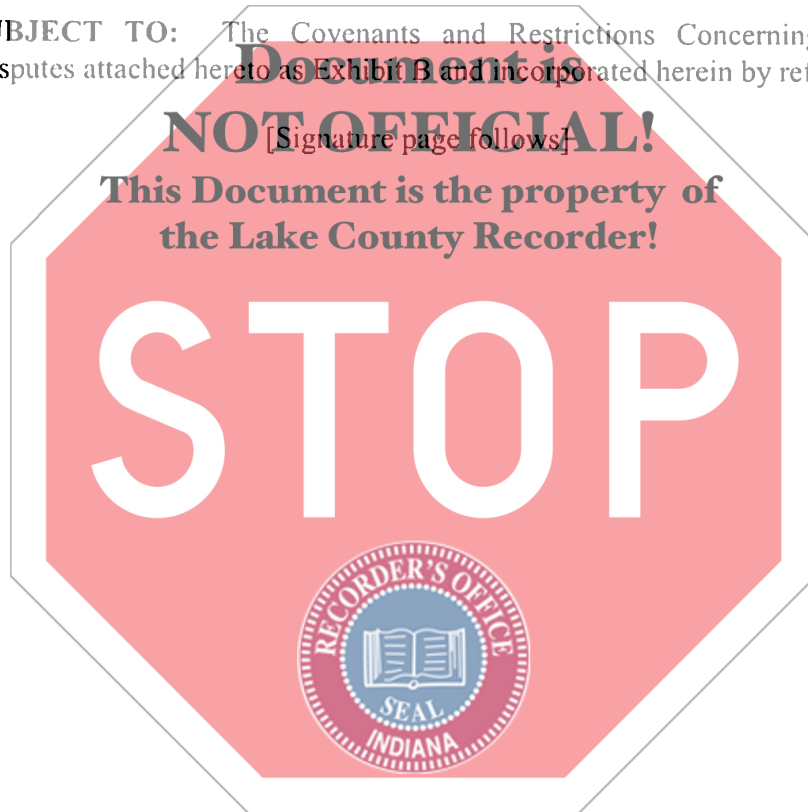 UBJECT TO: The Covenants and Restrictions Concerning
sputes attached hereto as Exhibit B and incorporated herein by ref
Document is
[Signature page follows]
NOT OFFICIAL!
This Document is the property of
the Lake County Recorder!
STOP
RECORDER'S OFFICE
SEAL
INDIANA